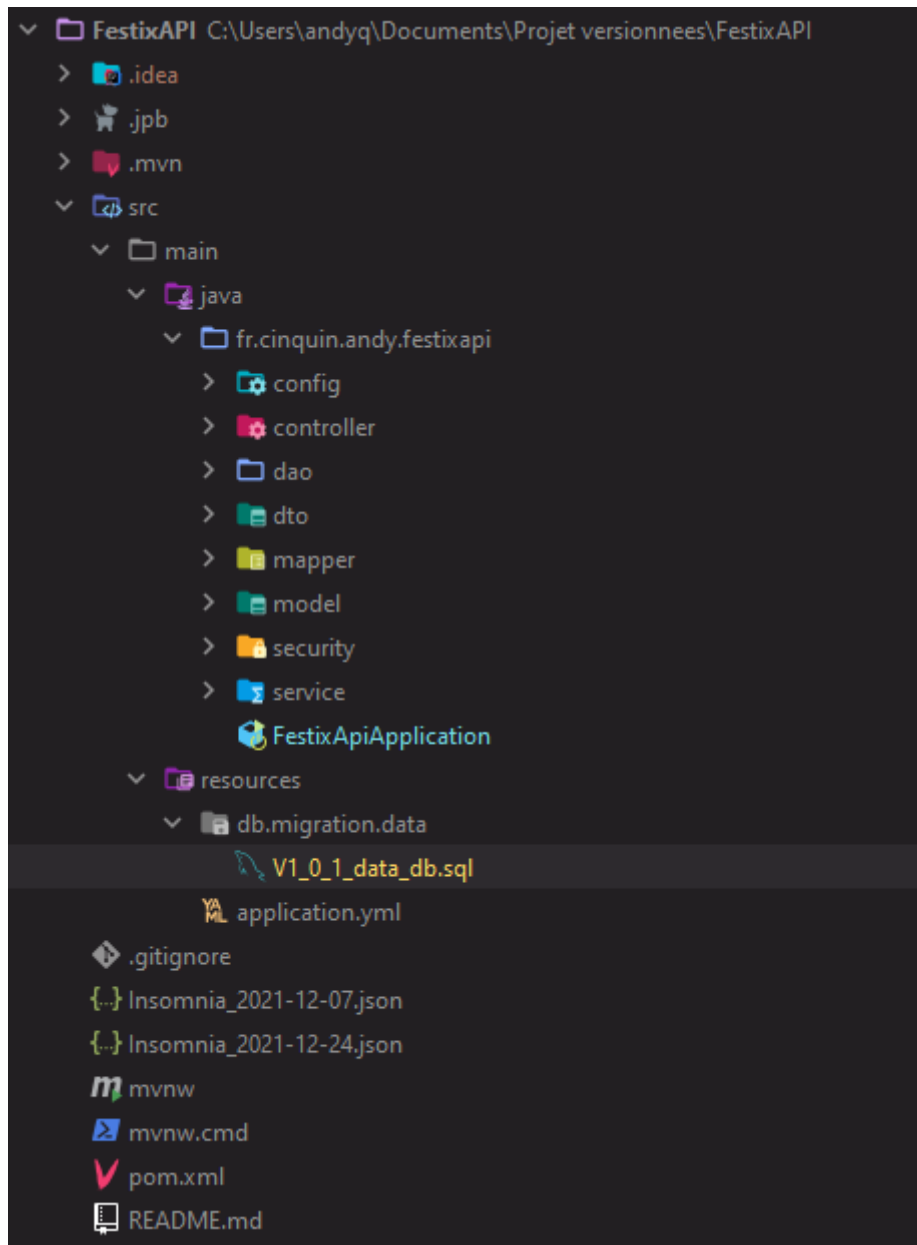 FestixAPI C:\Users\andyq\Documents\Projet versionnees\FestixAPI
.idea
.jpb
.mvn
src
main
java
fr.cinquin.andy.festixapi
config
controller
dao
dto
mapper
model
security
service
FestixApiApplication
resources
db.migration.data
V1_0_1_data_db.sql
application.yml
.gitignore
Insomnia_2021-12-07.json
Insomnia_2021-12-24.json
mvnw
mvnw.cmd
pom.xml
README.md